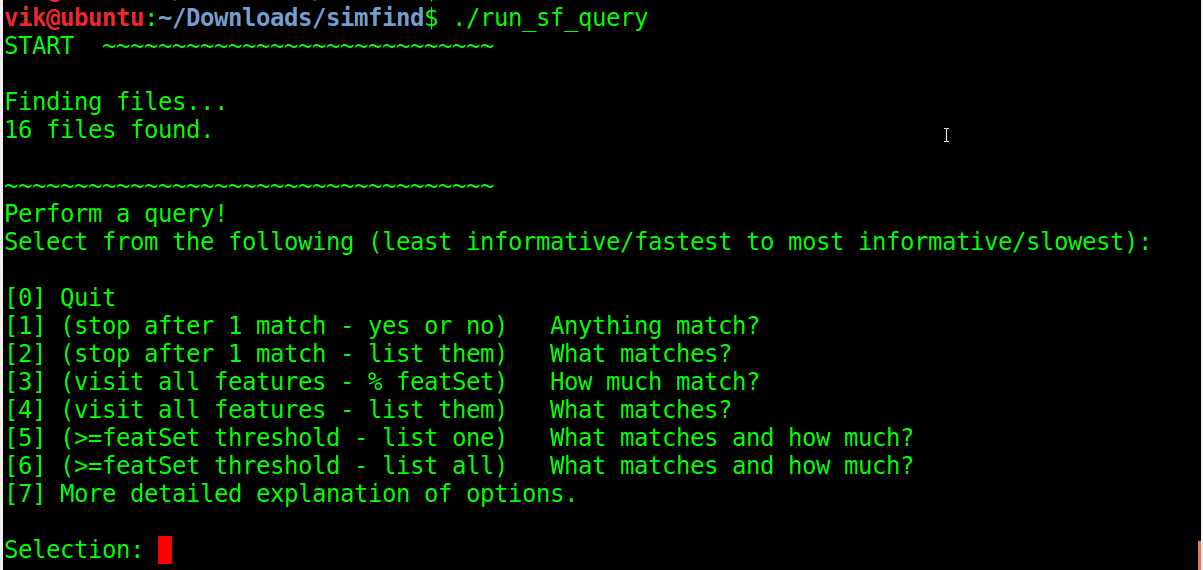 vik@ubuntu:~/Downloads/simfind$ ./run_sf_query
START  ~~~~~~~~~~~~~~~~~~~~~~~~~~~~
Finding files...
16 files found.
~~~~~~~~~~~~~~~~~~~~~~~~~~~~~~~~~~~
Perform a query!
Select from the following (least informative/fastest to most informative/slowest):
[0] Quit
[1] (stop after 1 match - yes or no)   Anything match?
[2] (stop after 1 match - list them)   What matches?
[3] (visit all features - % featSet)   How much match?
[4] (visit all features - list them)   What matches?
[5] (>=featSet threshold - list one)   What matches and how much?
[6] (>=featSet threshold - list all)   What matches and how much?
[7] More detailed explanation of options.
Selection: